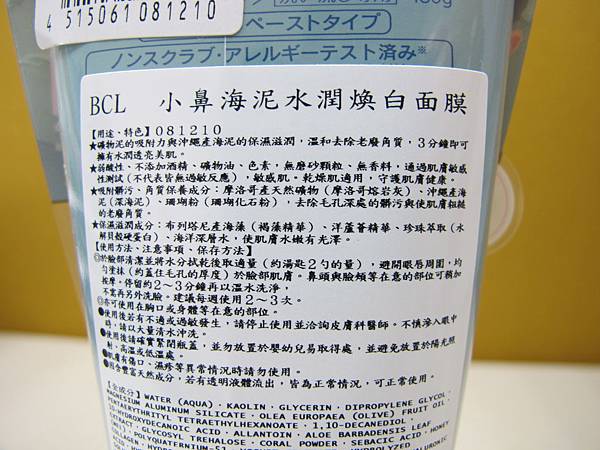 4 515061 081210
ペーストタイプ
ノンスクラブ・アレルギーテスト済み※
BCL 小鼻海泥水潤煥白面膜
【用途、特色】081210
★礦物泥的吸附力與沖繩產海泥的保濕滋潤，溫和去除老廢角質，3分鐘即可
擁有水潤透亮美肌。
★弱酸性、不添加酒精、礦物油、色素，無磨砂顆粒、無香料，通過肌膚敏感
性測試(不代表皆無過敏反應)，敏感肌。乾燥肌適用，守護肌膚健康。
★吸附髒污、角質保養成分：摩洛哥產天然礦物(摩洛哥熔岩灰)、沖繩產海
泥(深海泥)、珊瑚粉(珊瑚化石粉)，去除毛孔深處的髒污與使肌膚粗糙
的老廢角質。
★保濕滋潤成分：布列塔尼產海藻(褐藻精華)、洋蘆薈精華、珍珠萃取(水
解貝殼硬蛋白)、海洋深層水，使肌膚水嫩有光澤。
【使用方法、注意事項、保存方法】
◎於臉部清潔並將水分拭乾後取適量(約湯匙2勺的量)，避開眼唇周圍，均
勻塗抹(約蓋住毛孔的厚度)於臉部肌膚。鼻頭與臉頰等在意的部位可稍加
按摩。停留約2～3分鐘再以溫水洗淨，
不需再另外洗臉。建議每週使用2～3次。
◎亦可使用在胸口或身體等在意的部位。
●使用後若有不適或過敏發生，請停止使用並洽詢皮膚科醫師。不慎滲入眼中
時，請以大量清水沖洗。
●使用後請確實緊閉瓶蓋，並勿放置於嬰幼兒易取得處，並避免放置於陽光照
射、高溫或低溫處。
●肌膚有傷口、濕疹等異常情況時請勿使用。
●因含豐富天然成分，若有透明液體流出，皆為正常情況，可正常使用。
【全成分】WATER (AQUA)・KAOLIN・GLYCERIN・DIPROPYLENE GLYCOL・
MAGNESIUM ALUMINUM SILICATE・OLEA EUROPAEA (OLIVE) FRUIT OIL・
PENTAERYTHRITYL TETRAETHYLHEXANOATE・1,10-DECANEDIOL・
10-HYDROXYDECANOIC ACID・ALLANTOIN・ALOE BARBADENSIS LEAF
GLYCOSYL TREHALOSE・CORAL POWDER・SEBACIC ACID・HONEY